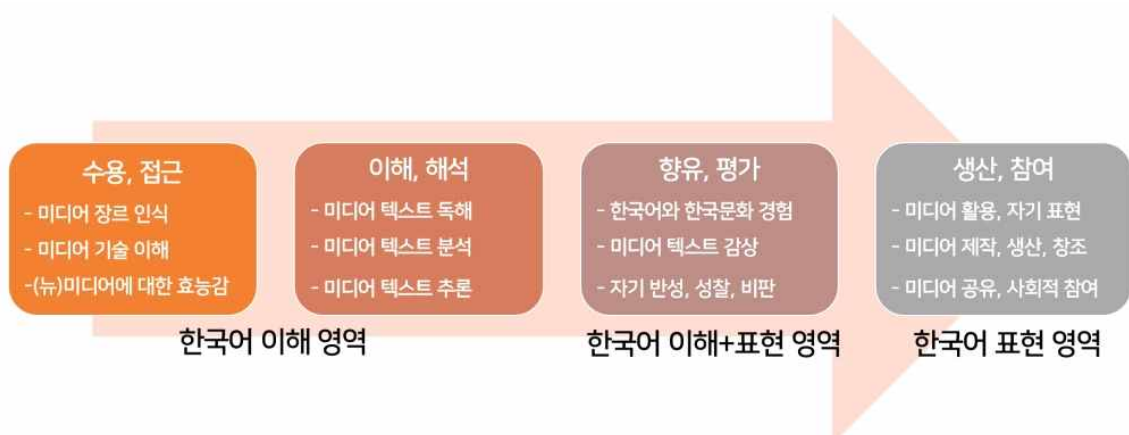 수용, 접근
- 미디어 장르 인식
- 미디어 기술 이해
-(뉴)미디어에 대한 효능감
이해, 해석
- 미디어 텍스트 독해
- 미디어 텍스트 분석
- 미디어 텍스트 추론
향유, 평가
- 한국어와 한국문화 경험
- 미디어 텍스트 감상
- 자기 반성, 성찰, 비판
생산, 참여
- 미디어 활용, 자기 표현
- 미디어 제작, 생산, 창조
- 미디어 공유, 사회적 참여
한국어 이해 영역
한국어 이해+표현 영역
한국어 표현 영역